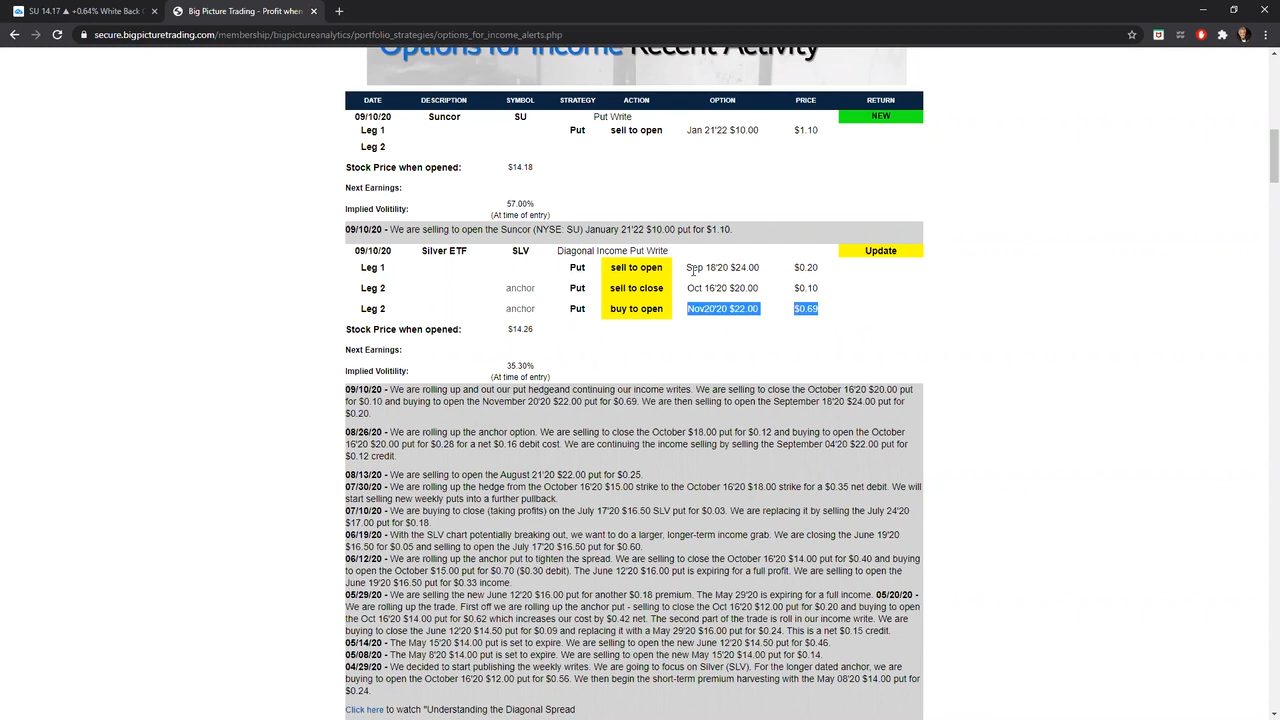 SU 14.17 ▲ +0.64% White Back C
Big Picture Trading - Profit when
secure.bigpicturetrading.com/membership/bigpictureanalytics/portfolio_strategies/options_for_income_alerts.php
Options for Income Recent Activity
DATE DESCRIPTION SYMBOL STRATEGY ACTION OPTION PRICE RETURN
09/10/20 Suncor SU Put Write NEW
Leg 1 Put sell to open Jan 21'22 $10.00 $1.10
Leg 2
Stock Price when opened: $14.18
Next Earnings:
Implied Volitility: 57.00% (At time of entry)
09/10/20 - We are selling to open the Suncor (NYSE: SU) January 21'22 $10.00 put for $1.10.
09/10/20 Silver ETF SLV Diagonal Income Put Write Update
Leg 1 Put sell to open Sep 18'20 $24.00 $0.20
Leg 2 anchor Put sell to close Oct 16'20 $20.00 $0.10
Leg 2 anchor Put buy to open Nov20'20 $22.00 $0.69
Stock Price when opened: $14.26
Next Earnings:
Implied Volitility: 35.30% (At time of entry)
09/10/20 - We are rolling up and out our put hedgeand continuing our income writes. We are selling to close the October 16'20 $20.00 put
for $0.10 and buying to open the November 20'20 $22.00 put for $0.69. We are then selling to open the September 18'20 $24.00 put for
$0.20.
08/26/20 - We are rolling up the anchor option. We are selling to close the October $18.00 put for $0.12 and buying to open the October
16'20 $20.00 put for $0.28 for a net $0.16 debit cost. We are continuing the income selling by selling the September 04'20 $22.00 put for
$0.12 credit.
08/13/20 - We are selling to open the August 21'20 $22.00 put for $0.25.
07/30/20 - We are rolling up the hedge from the October 16'20 $15.00 strike to the October 16'20 $18.00 strike for a $0.35 net debit. We will
start selling new weekly puts into a further pullback.
07/10/20 - We are buying to close (taking profits) on the July 17'20 $16.50 SLV put for $0.03. We are replacing it by selling the July 24'20
$17.00 put for $0.18.
06/19/20 - With the SLV chart potentially breaking out, we want to do a larger, longer-term income grab. We are closing the June 19'20
$16.50 for $0.05 and selling to open the July 17'20 $16.50 put for $0.60.
06/12/20 - We are rolling up the anchor put to tighten the spread. We are selling to close the October 16'20 $14.00 put for $0.40 and buying
to open the October $15.00 put for $0.70 ($0.30 debit). The June 12'20 $16.00 put is expiring for a full profit. We are selling to open the
June 19'20 $16.50 put for $0.33 income.
05/29/20 - We are selling the new June 12'20 $16.00 put for another $0.18 premium. The May 29'20 is expiring for a full income. 05/20/20 -
We are rolling up the trade. First off we are rolling up the anchor put - selling to close the Oct 16'20 $12.00 put for $0.20 and buying to open
the Oct 16'20 $14.00 put for $0.62 which increases our cost by $0.42 net. The second part of the trade is roll in our income write. We are
buying to close the June 12'20 $14.50 put for $0.09 and replacing it with a May 29'20 $16.00 put for $0.24. This is a net $0.15 credit.
05/14/20 - The May 15'20 $14.00 put is set to expire. We are selling to open the new June 12'20 $14.50 put for $0.46.
05/08/20 - The May 8'20 $14.00 put is set to expire. We are selling to open the new May 15'20 $14.00 put for $0.14.
04/29/20 - We decided to start publishing the weekly writes. We are going to focus on Silver (SLV). For the longer dated anchor, we are
buying to open the October 16'20 $12.00 put for $0.56. We then begin the short-term premium harvesting with the May 08'20 $14.00 put for
$0.24.
Click here to watch "Understanding the Diagonal Spread